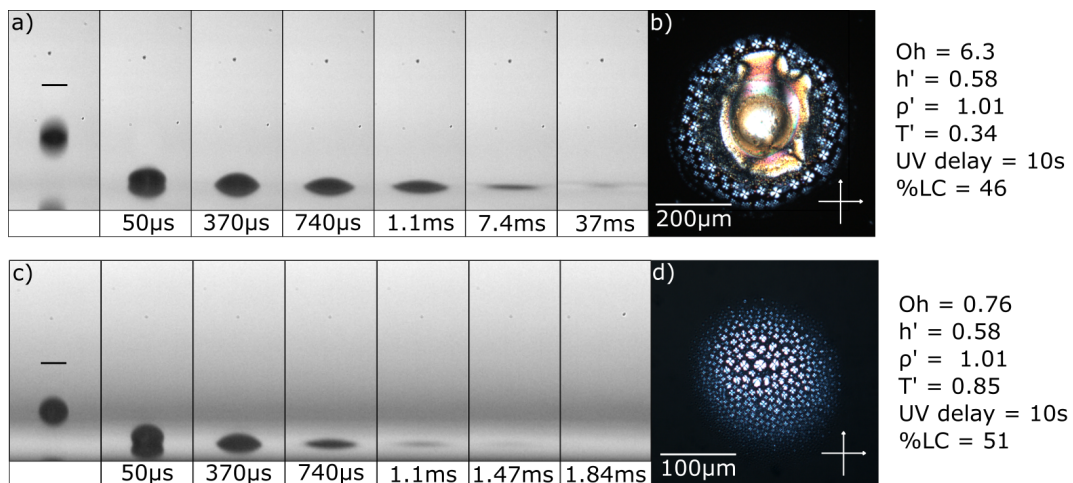 a)
50µs 370µs 740µs 1.1ms 7.4ms 37ms
b)
200µm
Oh = 6.3
h' = 0.58
ρ' = 1.01
T' = 0.34
UV delay = 10s
%LC = 46
c)
50µs 370µs 740µs 1.1ms 1.47ms 1.84ms
d)
100µm
Oh = 0.76
h' = 0.58
ρ' = 1.01
T' = 0.85
UV delay = 10s
%LC = 51